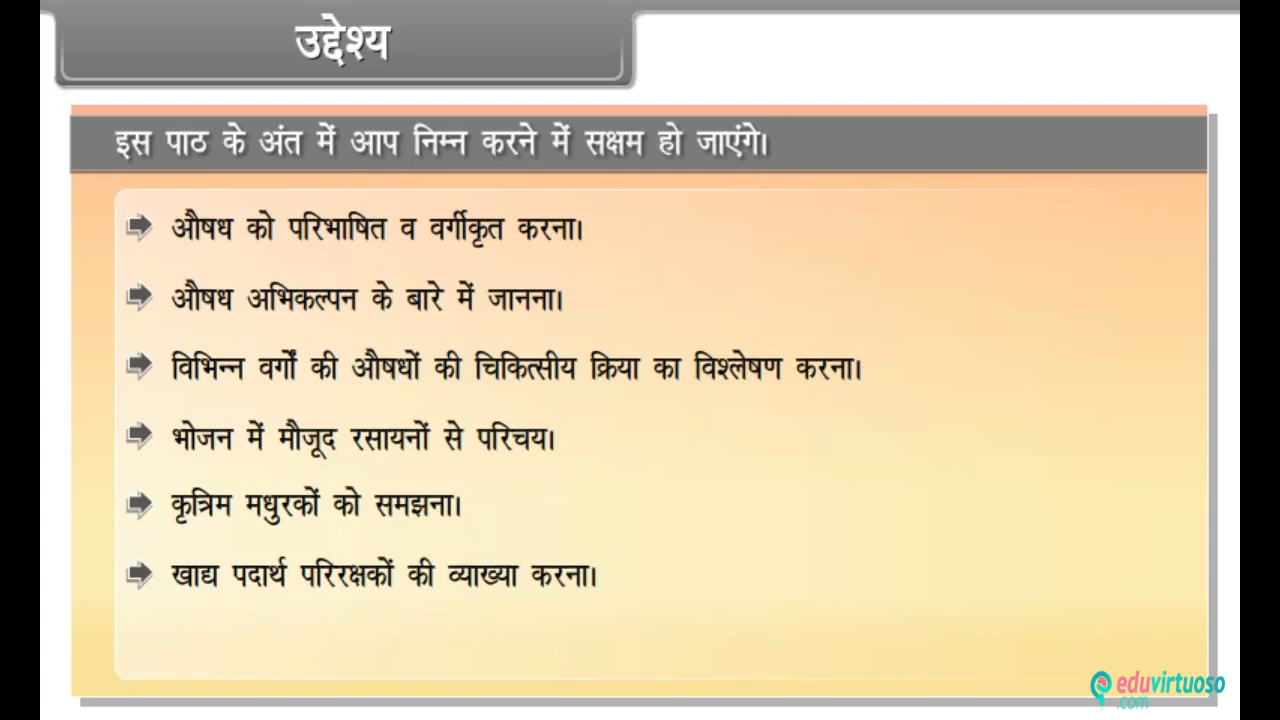 उद्देश्य
इस पाठ के अंत में आप निम्न करने में सक्षम हो जाएंगे।
औषध को परिभाषित व वर्गीकृत करना।
औषध अभिकल्पन के बारे में जानना।
विभिन्न वर्गों की औषधों की चिकित्सीय क्रिया का विश्लेषण करना।
भोजन में मौजूद रसायनों से परिचय।
कृत्रिम मधुरकों को समझना।
खाद्य पदार्थ परिरक्षकों की व्याख्या करना।
eduvirtuoso
.com